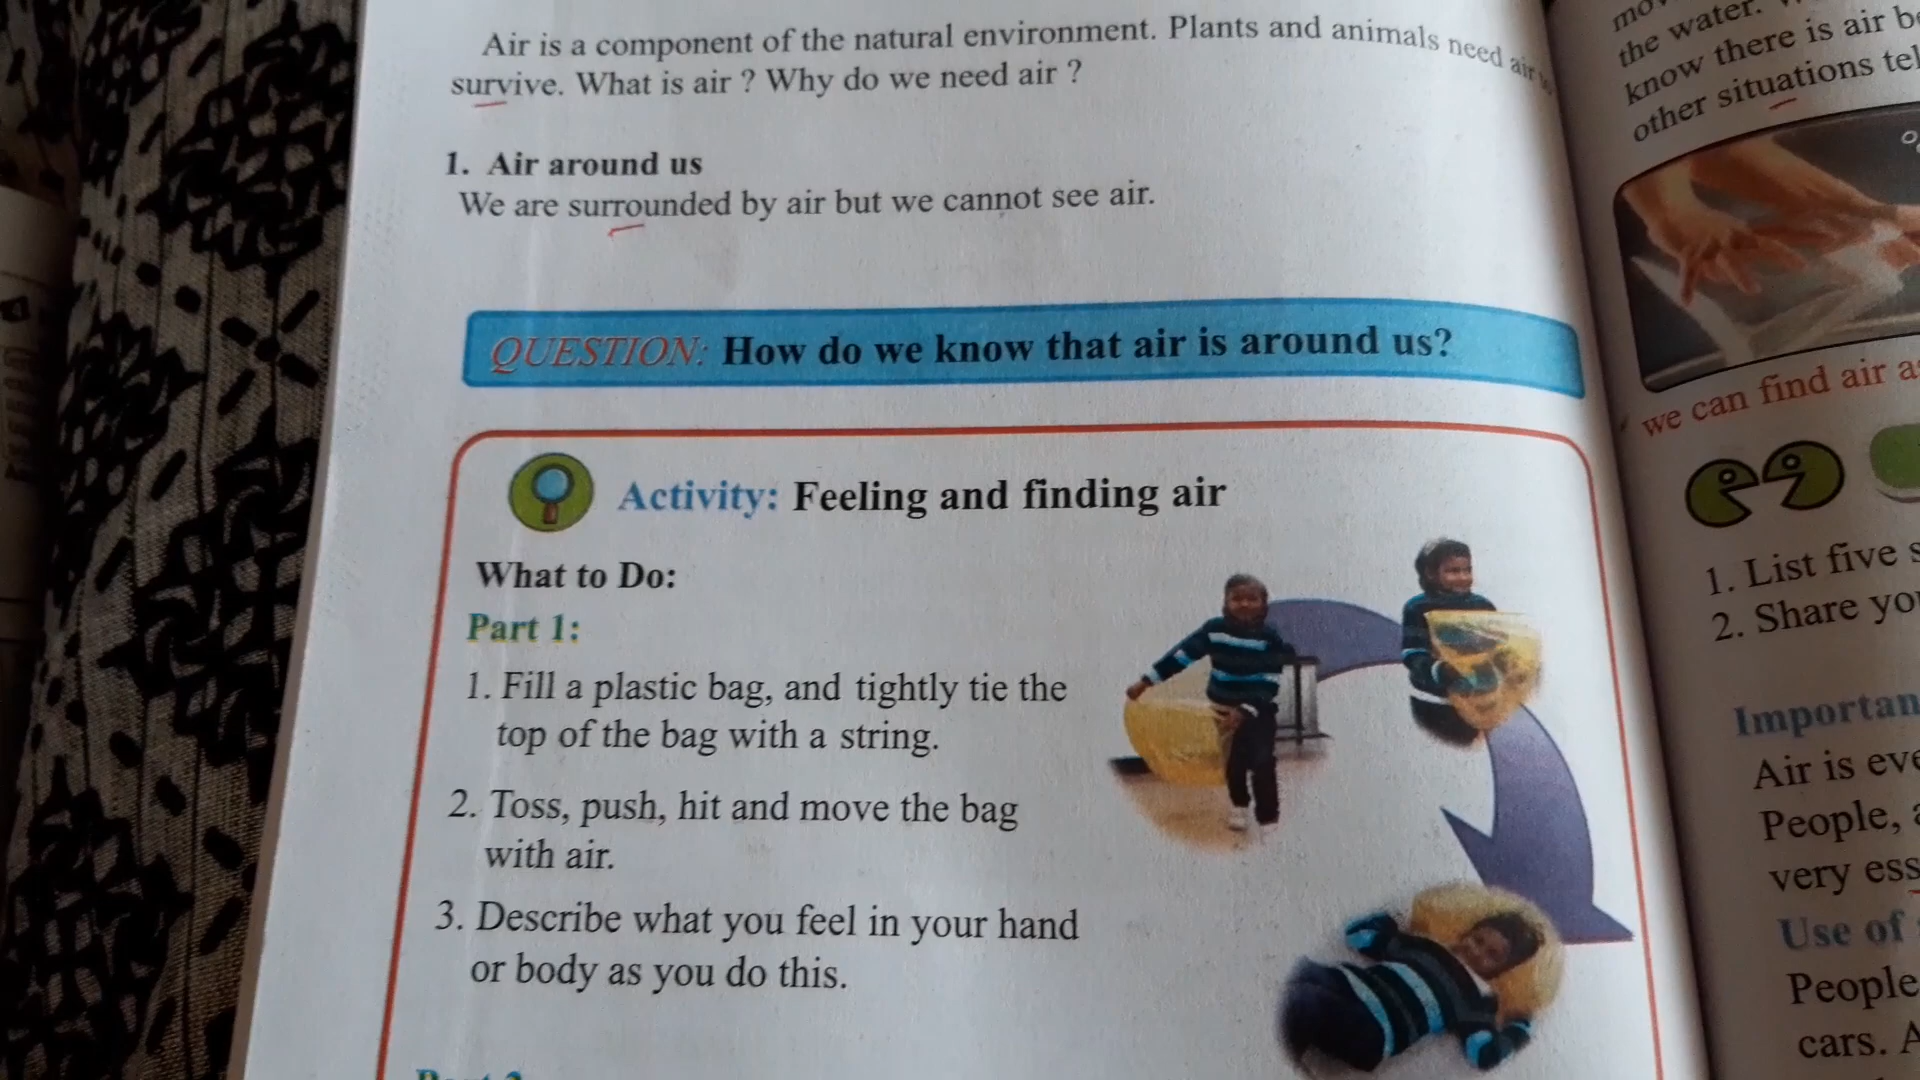 Air is a component of the natural environment. Plants and animals need air
survive. What is air ? Why do we need air ?
1. Air around us
We are surrounded by air but we cannot see air.
QUESTION: How do we know that air is around us?
Activity: Feeling and finding air
What to Do:
Part 1:
1. Fill a plastic bag, and tightly tie the
top of the bag with a string.
2. Toss, push, hit and move the bag
with air.
3. Describe what you feel in your hand
or body as you do this.
the water.
know there is air
other situations
we can find air
1. List five
2. Share
Air is
People,
very
Use of
People
cars.